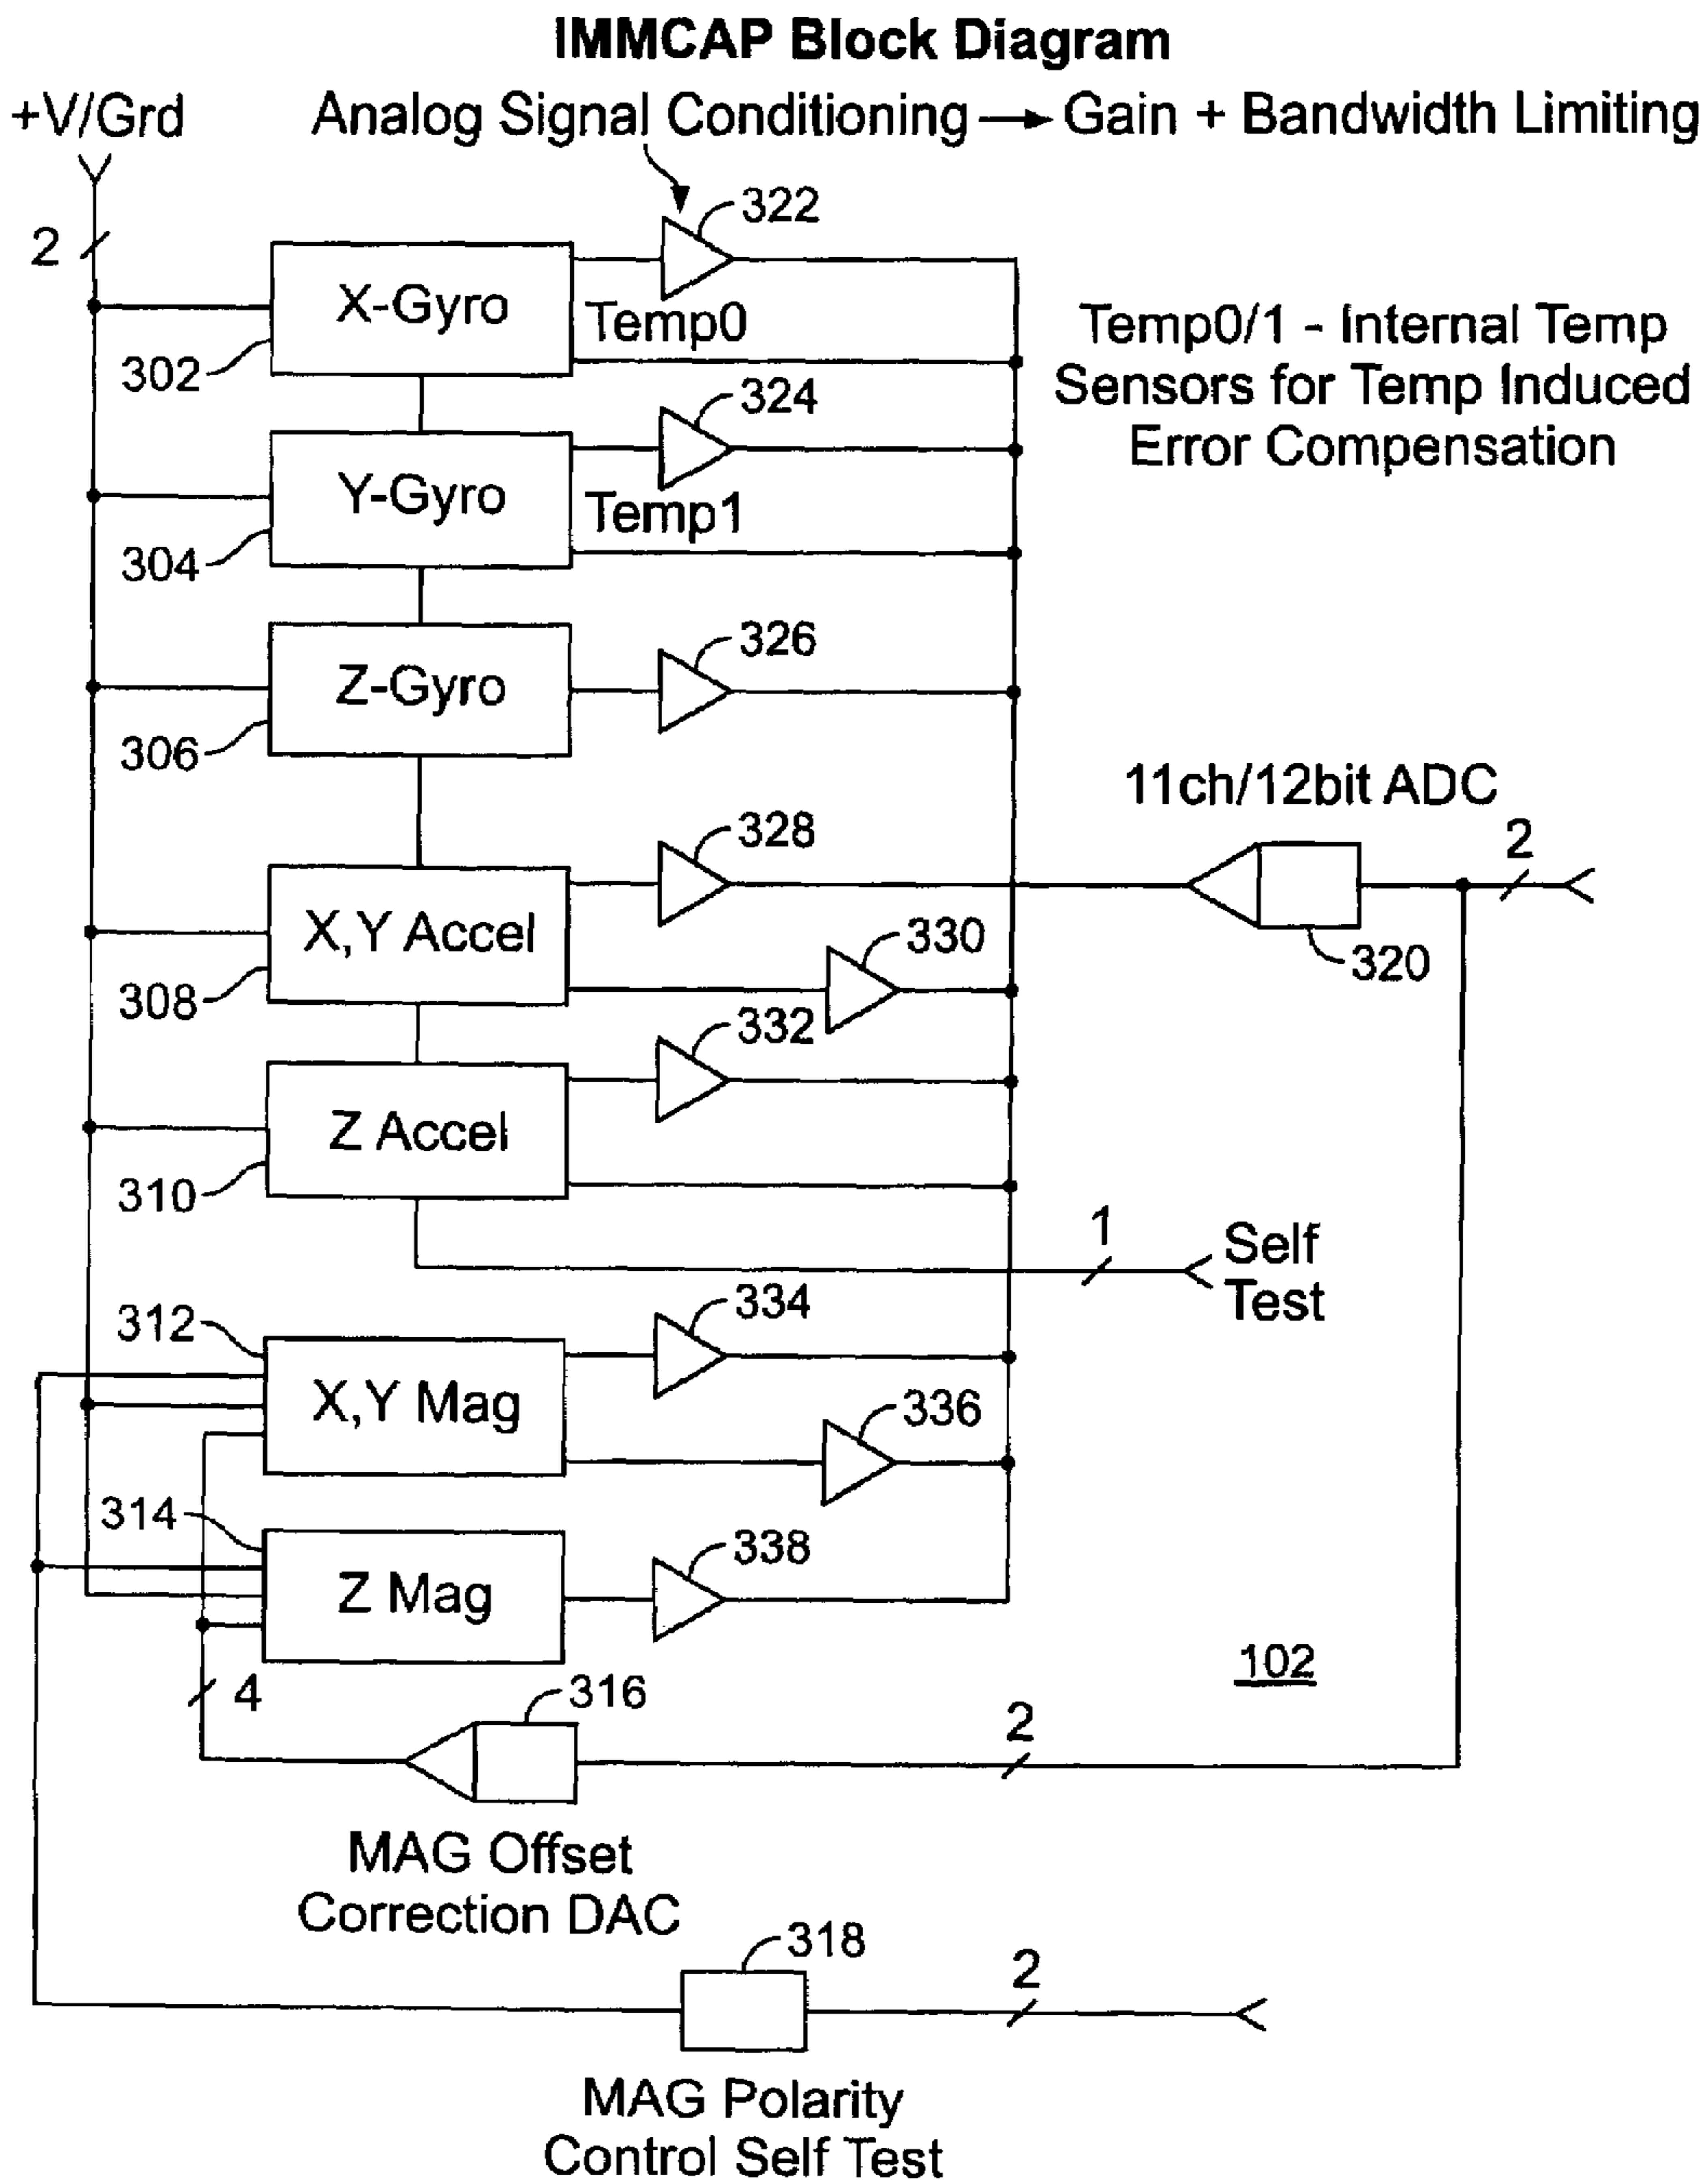 IMMCAP Block Diagram
+V/Grd
Analog Signal Conditioning → Gain + Bandwidth Limiting
2
322
X-Gyro
Temp0
302
Temp0/1 - Internal Temp
Sensors for Temp Induced
Error Compensation
324
Y-Gyro
Temp1
304
326
Z-Gyro
306
11ch/12bit ADC
2
328
X,Y Accel
330
320
308
332
Z Accel
310
1
Self
Test
312
334
X,Y Mag
336
314
338
Z Mag
102
4
316
2
MAG Offset
Correction DAC
318
2
MAG Polarity
Control Self Test